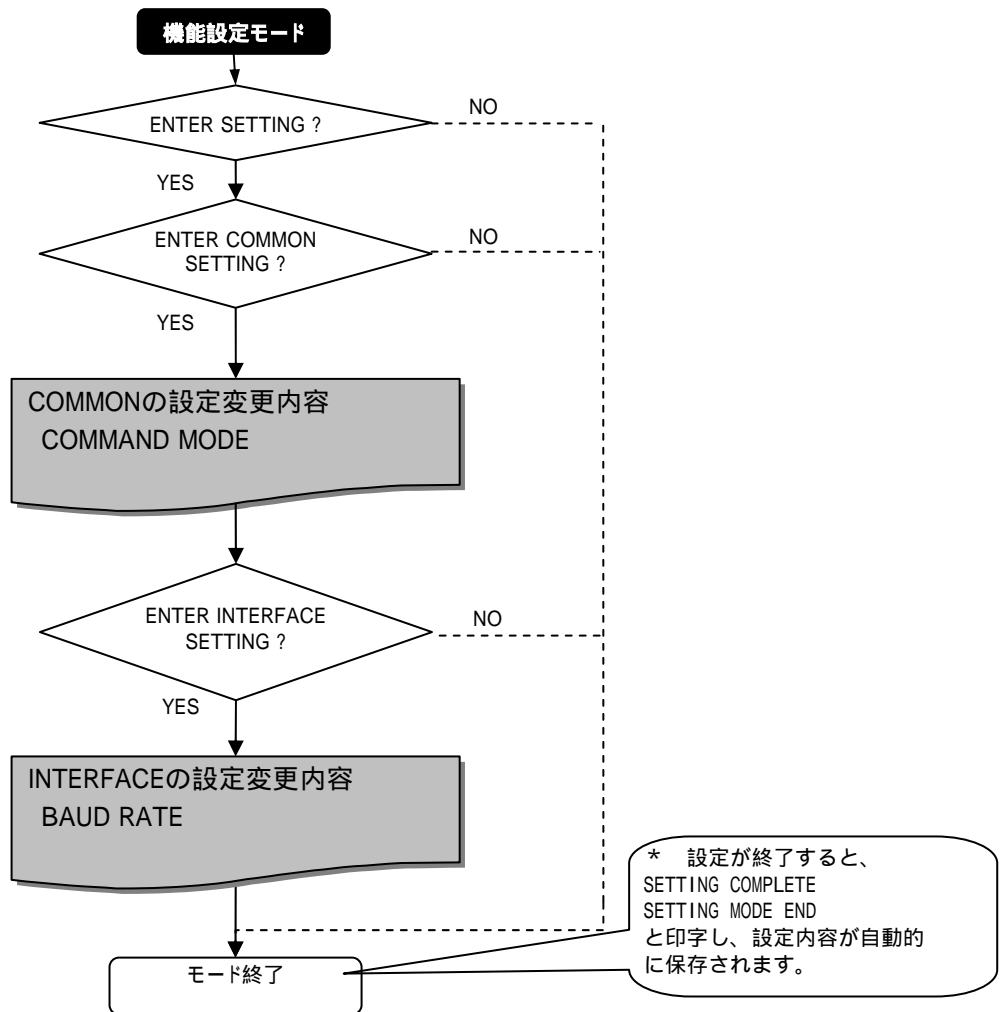 機能設定モード
ENTER SETTING ?
NO
YES
ENTER COMMON
SETTING ?
NO
YES
COMMONの設定変更内容
COMMAND MODE
ENTER INTERFACE
SETTING ?
NO
YES
INTERFACEの設定変更内容
BAUD RATE
* 設定が終了すると、
SETTING COMPLETE
SETTING MODE END
と印字し、設定内容が自動的
に保存されます。
モード終了